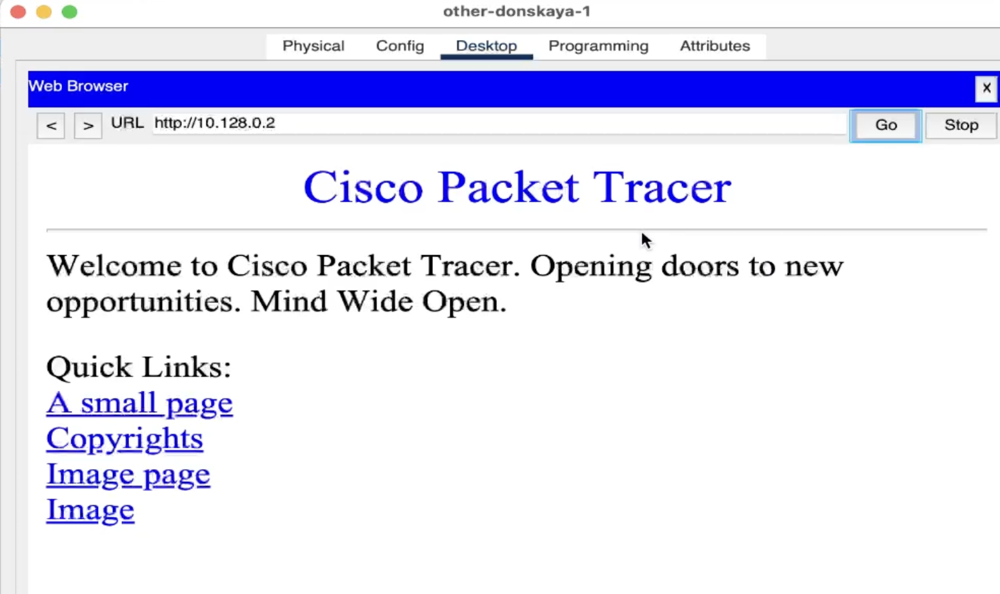 other-donskaya-1
Physical Config Desktop Programming Attributes
Web Browser X
< > URL http://10.128.0.2 Go Stop
Cisco Packet Tracer
Welcome to Cisco Packet Tracer. Opening doors to new
opportunities. Mind Wide Open.
Quick Links:
A small page
Copyrights
Image page
Image